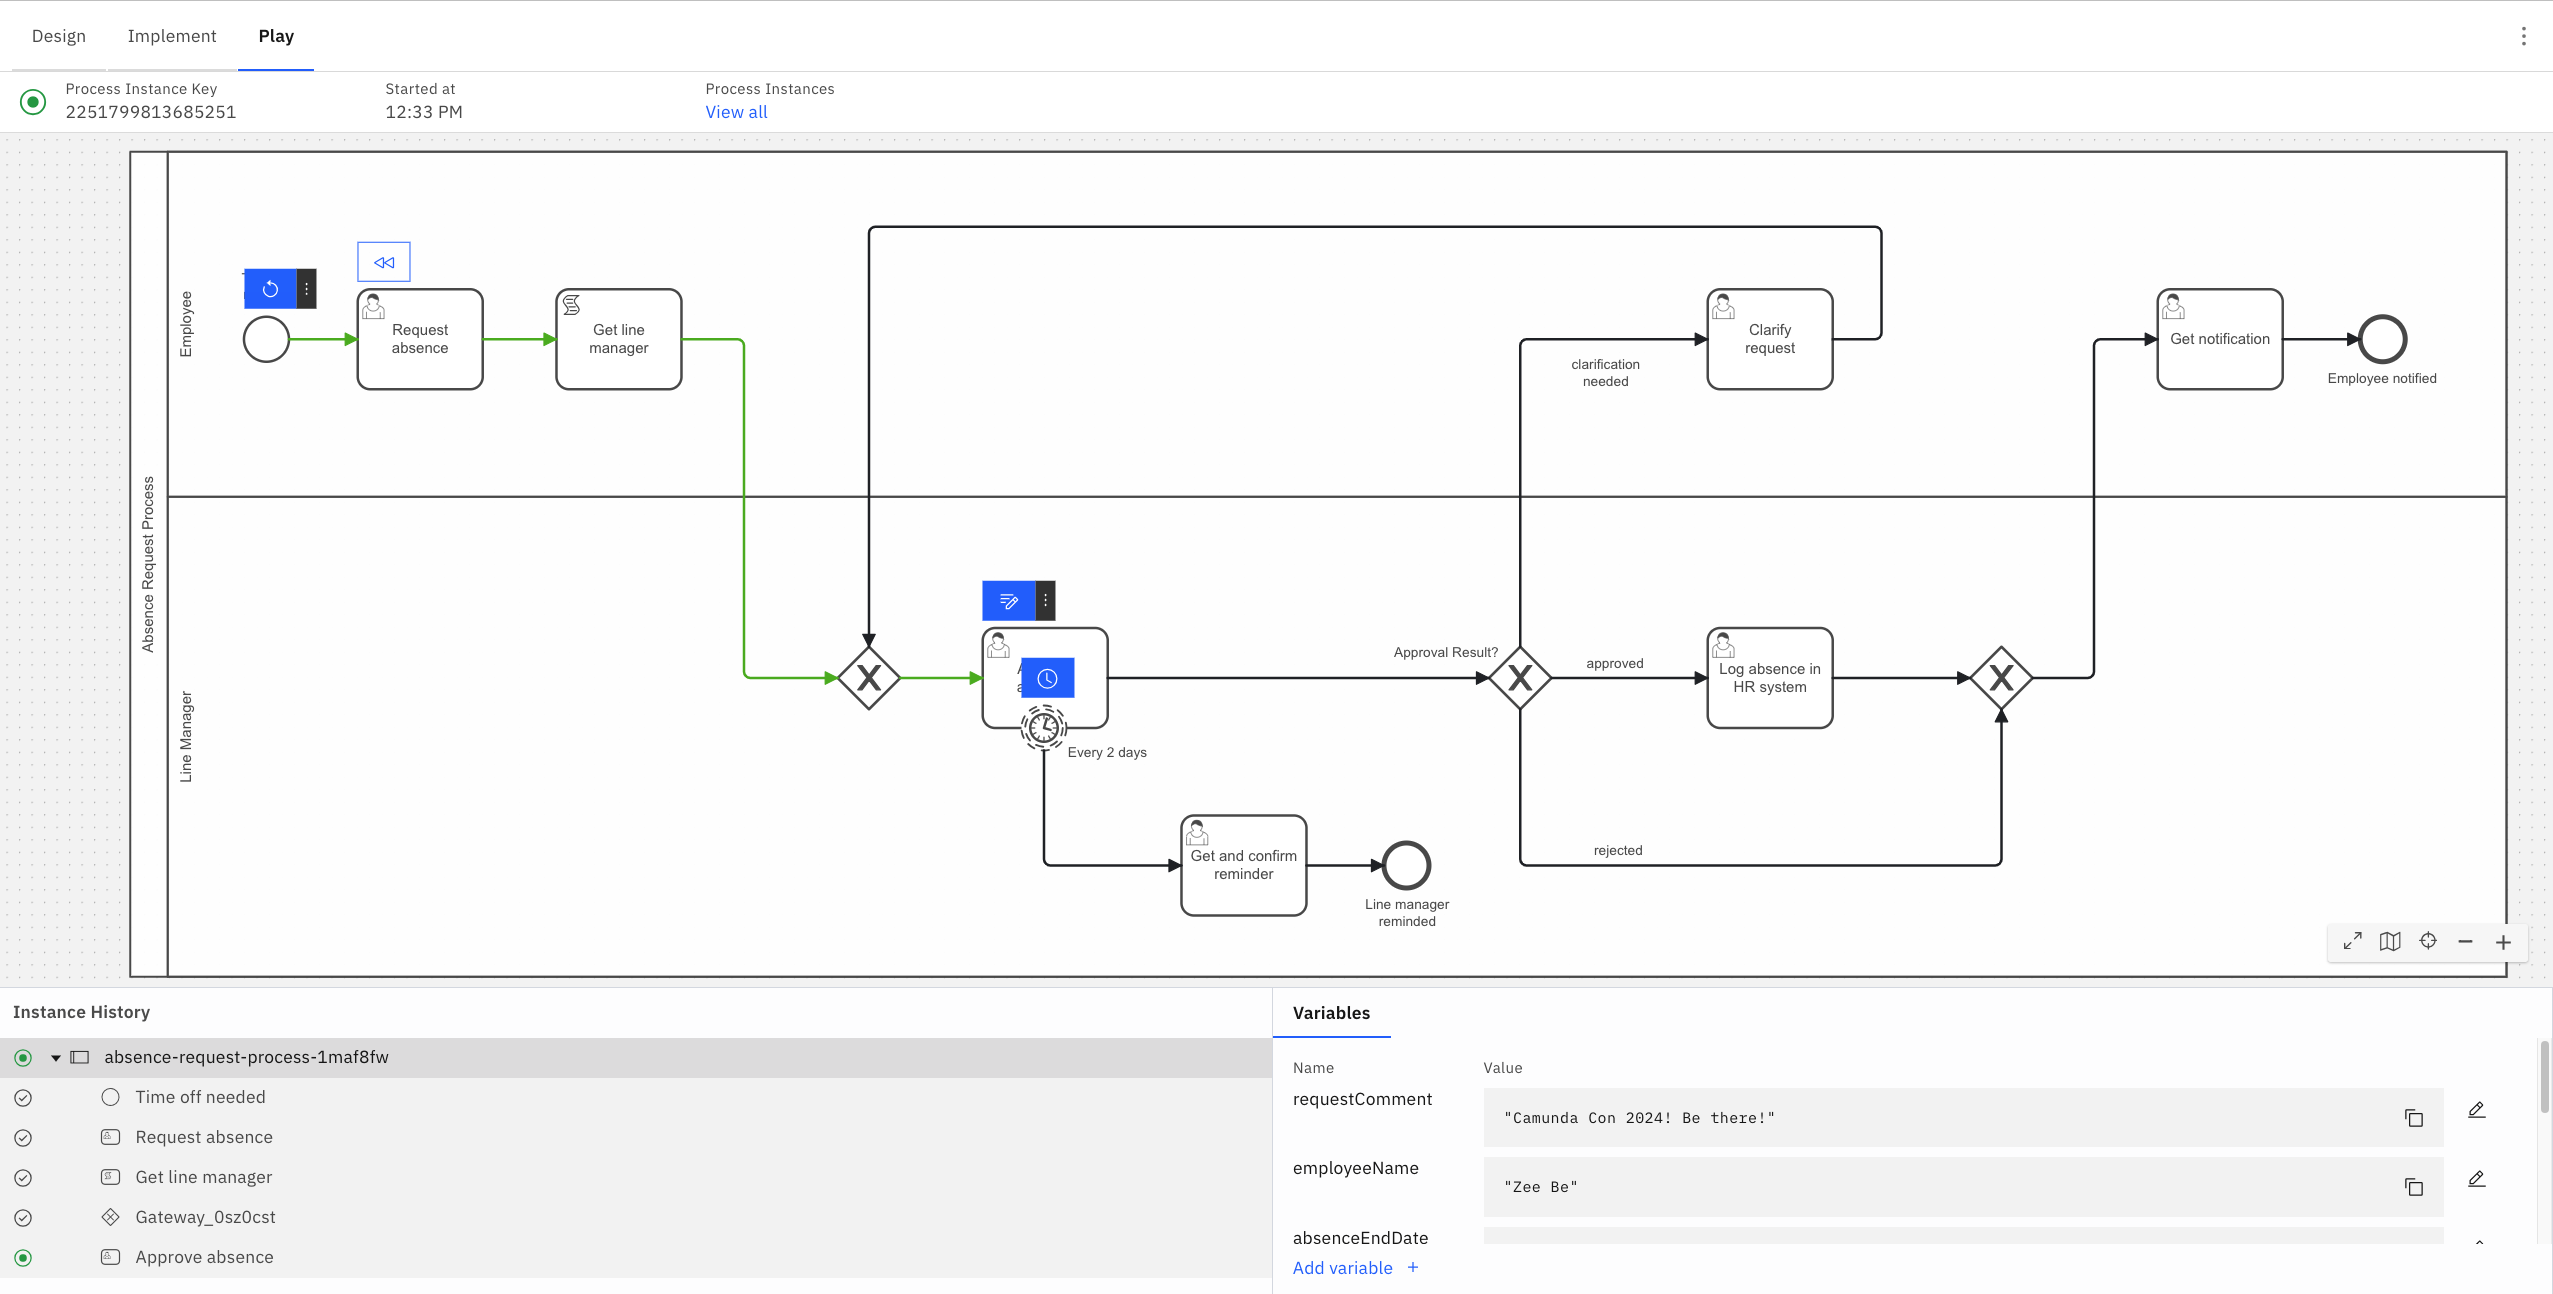 Design
Implement
Play
Process Instance Key
2251799813685251
Started at
12:33 PM
Process Instances
View all
Absence Request Process
Employee
Request
absence
Get line
manager
clarification
needed
Clarify
request
Get notification
Employee notified
Line Manager
Every 2 days
Approval Result?
approved
Log absence in
HR system
rejected
Get and confirm
reminder
Line manager
reminded
Instance History
absence-request-process-1maf8fw
Time off needed
Request absence
Get line manager
Gateway_0sz0cst
Approve absence
Variables
Name
Value
requestComment
"Camunda Con 2024! Be there!"
employeeName
"Zee Be"
absenceEndDate
Add variable +